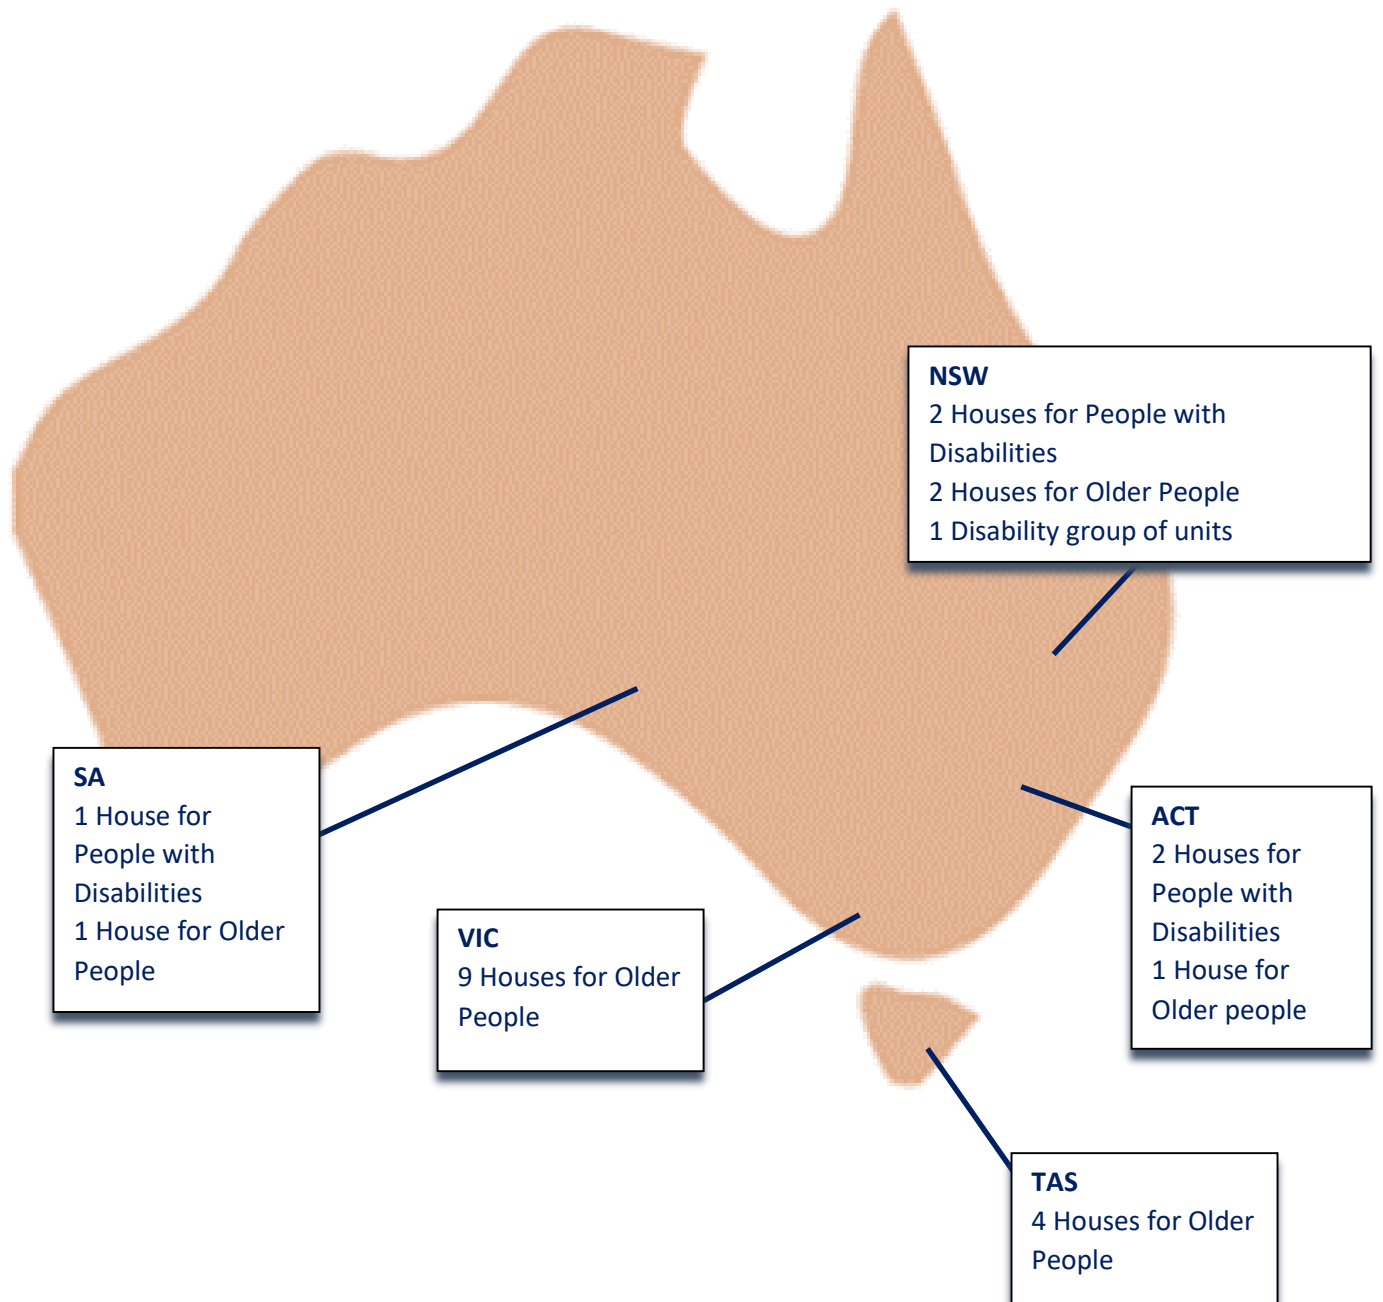 NSW
2 Houses for People with
Disabilities
2 Houses for Older People
1 Disability group of units
SA
1 House for
People with
Disabilities
1 House for Older
People
ACT
2 Houses for
People with
Disabilities
1 House for
Older people
VIC
9 Houses for Older
People
TAS
4 Houses for Older
People